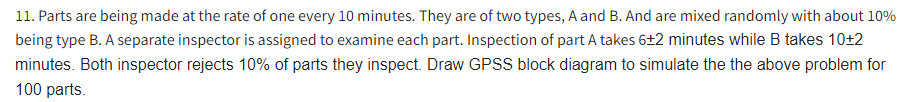 11. Parts are being made at the rate of one every 10 minutes. They are of two types, A and B. And are mixed randomly with about 10%
being type B. A separate inspector is assigned to examine each part. Inspection of part A takes 6±2 minutes while B takes 10±2
minutes. Both inspector rejects 10% of parts they inspect. Draw GPSS block diagram to simulate the the above problem for
100 parts.